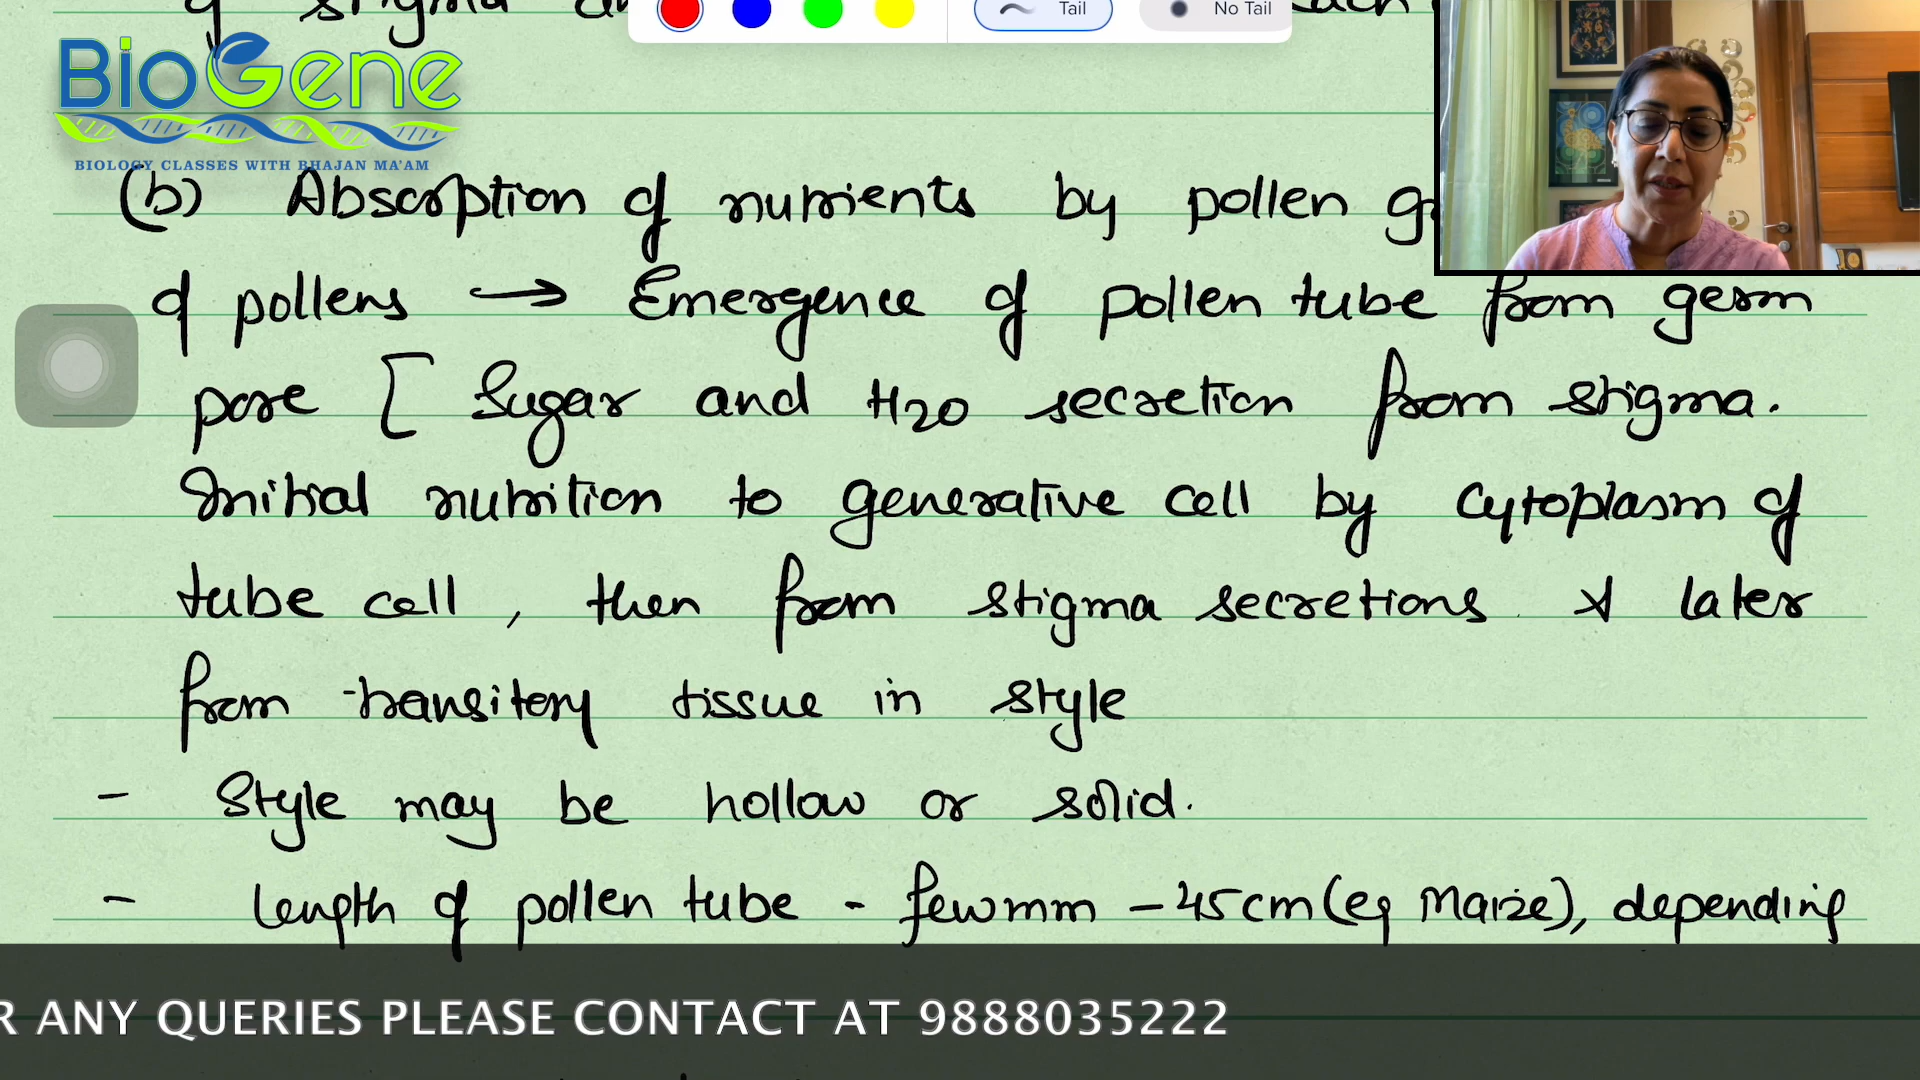 of stigma
Tail
No Tail
BioGene
BIOLOGY CLASSES WITH BHAJAN MA'AM
(b) Absorption of nutrients by pollen
of pollens → Emergence of pollen tube from germ
pore [ Sugar and H2O secretion from stigma.
Initial nutrition to generative cell by cytoplasm of
tube cell, then from stigma secretions & later
from transitory tissue in style
- Style may be hollow or solid.
- Length of pollen tube - few mm - 45 cm (eg Maize), depending
R ANY QUERIES PLEASE CONTACT AT 9888035222